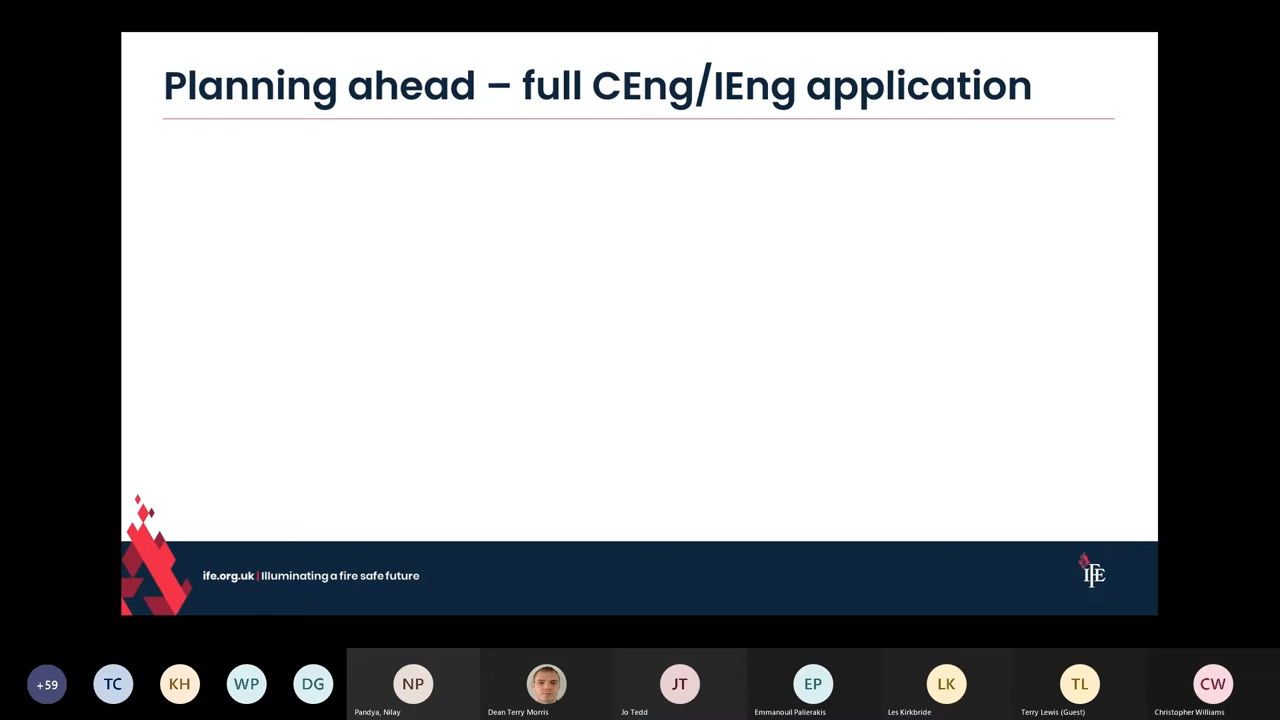 Planning ahead – full CEng/IEng application
ife.org.uk | Illuminating a fire safe future
IFE
+59
TC
KH
WP
DG
NP
JT
EP
LK
TL
CW
Pandya, Nilay
Dean Terry Morris
Jo Tedd
Emmanouil Palierakis
Les Kirkbride
Terry Lewis (Guest)
Christopher Williams